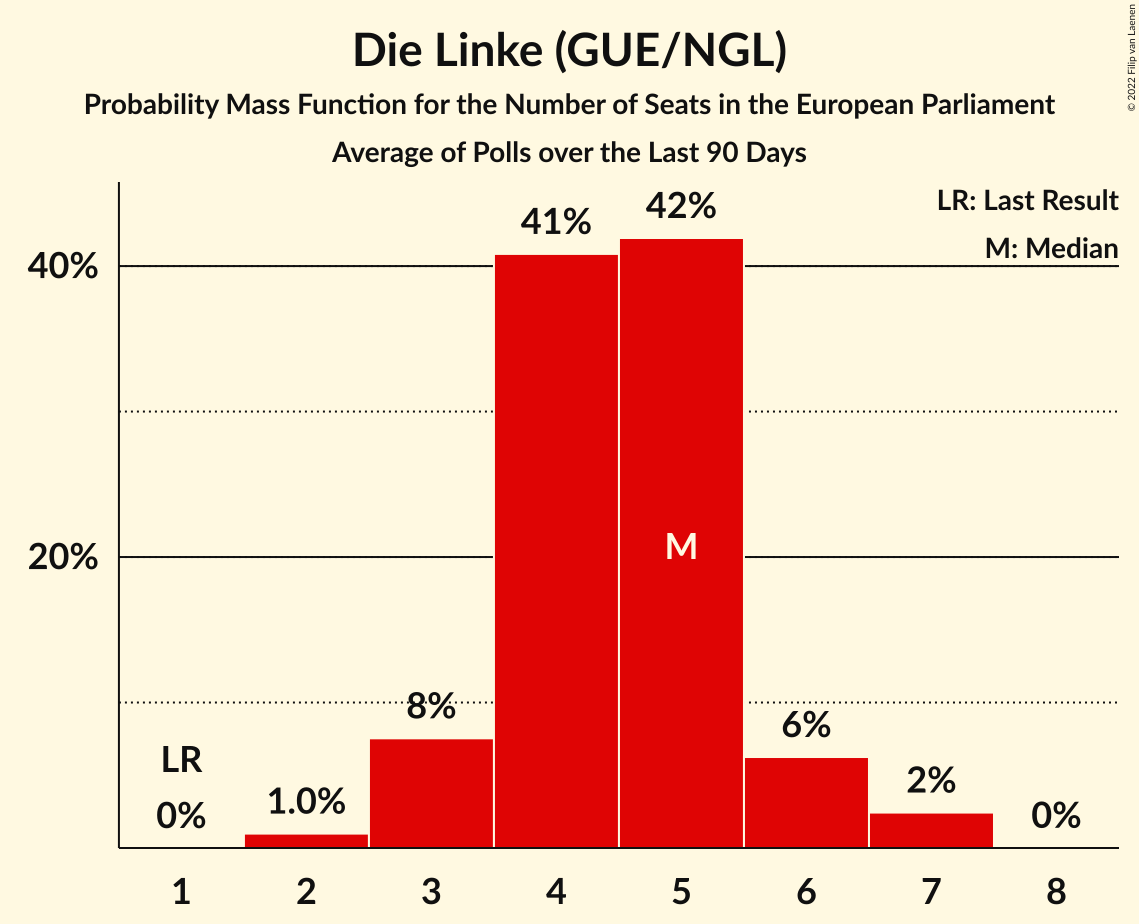 Die Linke (GUE/NGL)
Probability Mass Function for the Number of Seats in the European Parliament
Average of Polls over the Last 90 Days
© 2022 Filip van Laenen
LR: Last Result
M: Median
40%
20%
LR
0%
1.0%
8%
41%
42%
M
6%
2%
0%
1 2 3 4 5 6 7 8